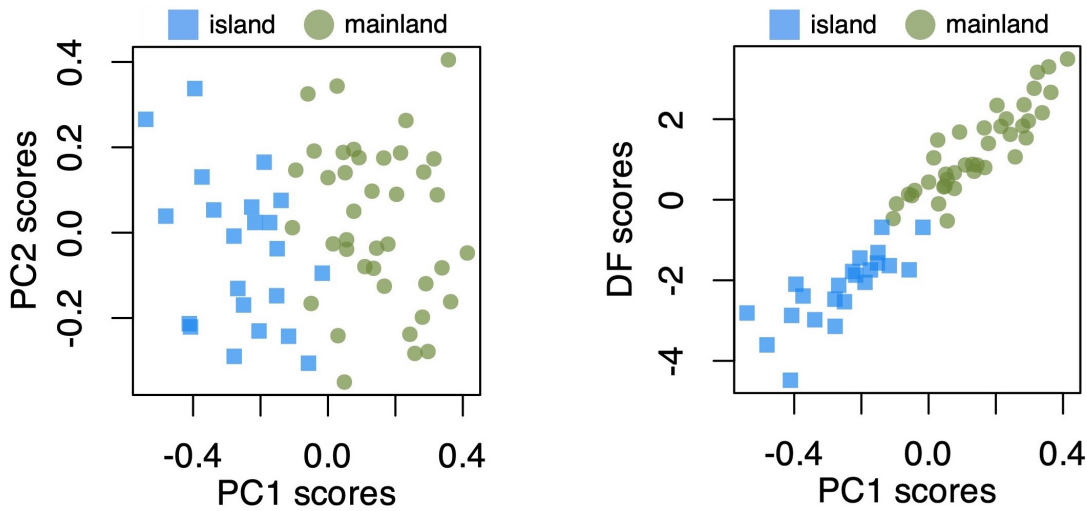 island mainland
PC2 scores
0.4
0.2
0.0
-0.2
-0.4 0.0 0.4
PC1 scores
island mainland
DF scores
2
0
-2
-4
-0.4 0.0 0.4
PC1 scores